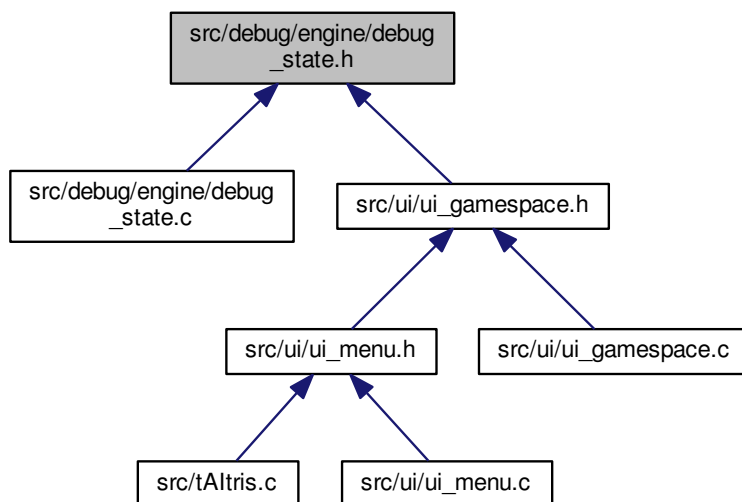 src/debug/engine/debug
_state.h
src/debug/engine/debug
_state.c
src/ui/ui_gamespace.h
src/ui/ui_menu.h
src/ui/ui_gamespace.c
src/tAItris.c
src/ui/ui_menu.c